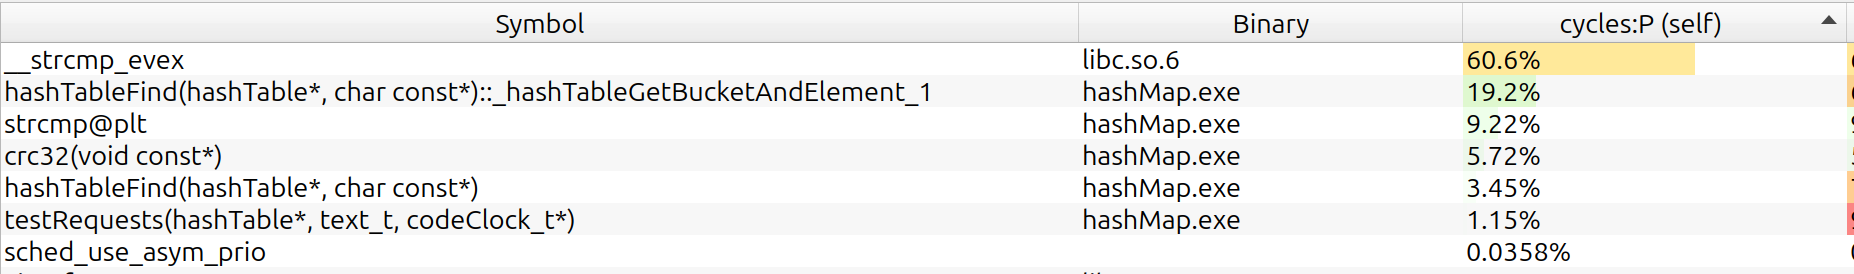 Symbol Binary cycles:P (self)
__strcmp_evex libc.so.6 60.6%
hashTableFind(hashTable*, char const*)::_hashTableGetBucketAndElement_1 hashMap.exe 19.2%
strcmp@plt hashMap.exe 9.22%
crc32(void const*) hashMap.exe 5.72%
hashTableFind(hashTable*, char const*) hashMap.exe 3.45%
testRequests(hashTable*, text_t, codeClock_t*) hashMap.exe 1.15%
sched_use_asym_prio 0.0358%